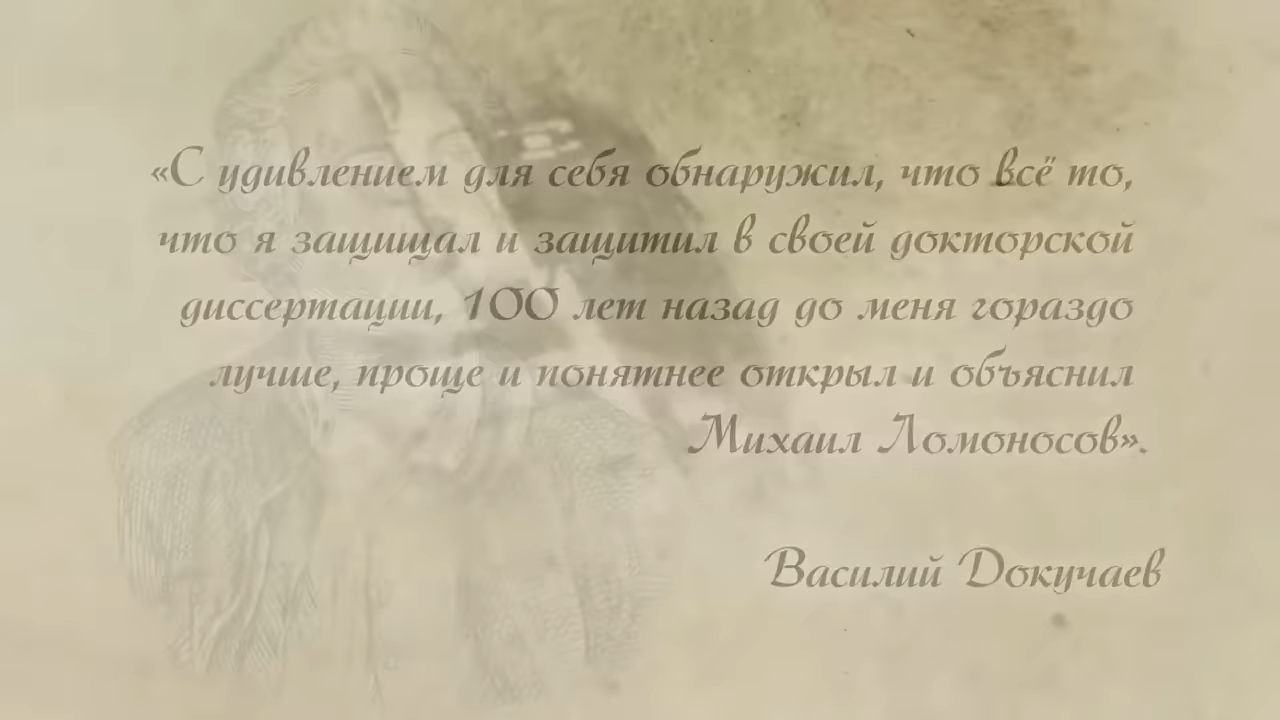 «С удивлением для себя обнаружил, что всё то,
что я защищал и защитил в своей докторской
диссертации, 100 лет назад до меня гораздо
лучше, проще и понятнее открыл и объяснил
Михаил Ломоносов».
Василий Докучаев